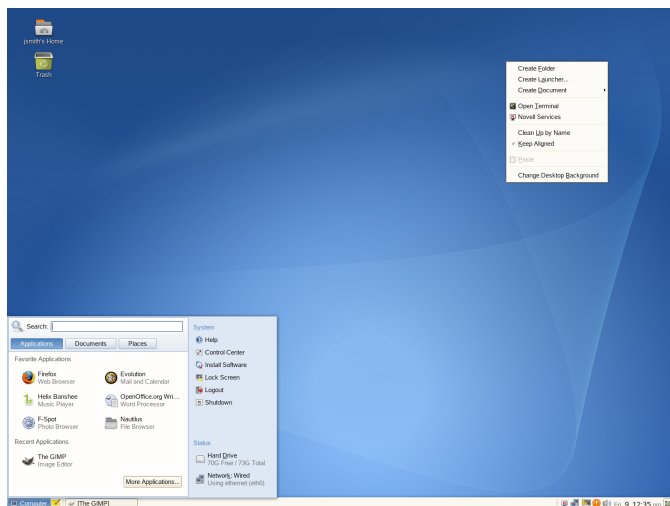 jsmith's Home
Trash
Create Folder
Create Launcher...
Create Document
Open Terminal
Novell Services
Clean Up by Name
Keep Aligned
Paste
Change Desktop Background
Search:
Applications
Documents
Places
Favorite Applications
Firefox
Web Browser
Evolution
Mail and Calendar
Helix Banshee
Music Player
OpenOffice.org Wri...
Word Processor
F-Spot
Photo Browser
Nautilus
File Browser
Recent Applications
The GIMP
Image Editor
More Applications...
System
Help
Control Center
Install Software
Lock Screen
Logout
Shutdown
Status
Hard Drive
70G Free / 73G Total
Network: Wired
Using ethernet (eth0)
Computer
[The GIMP]
9, 12:35 pm